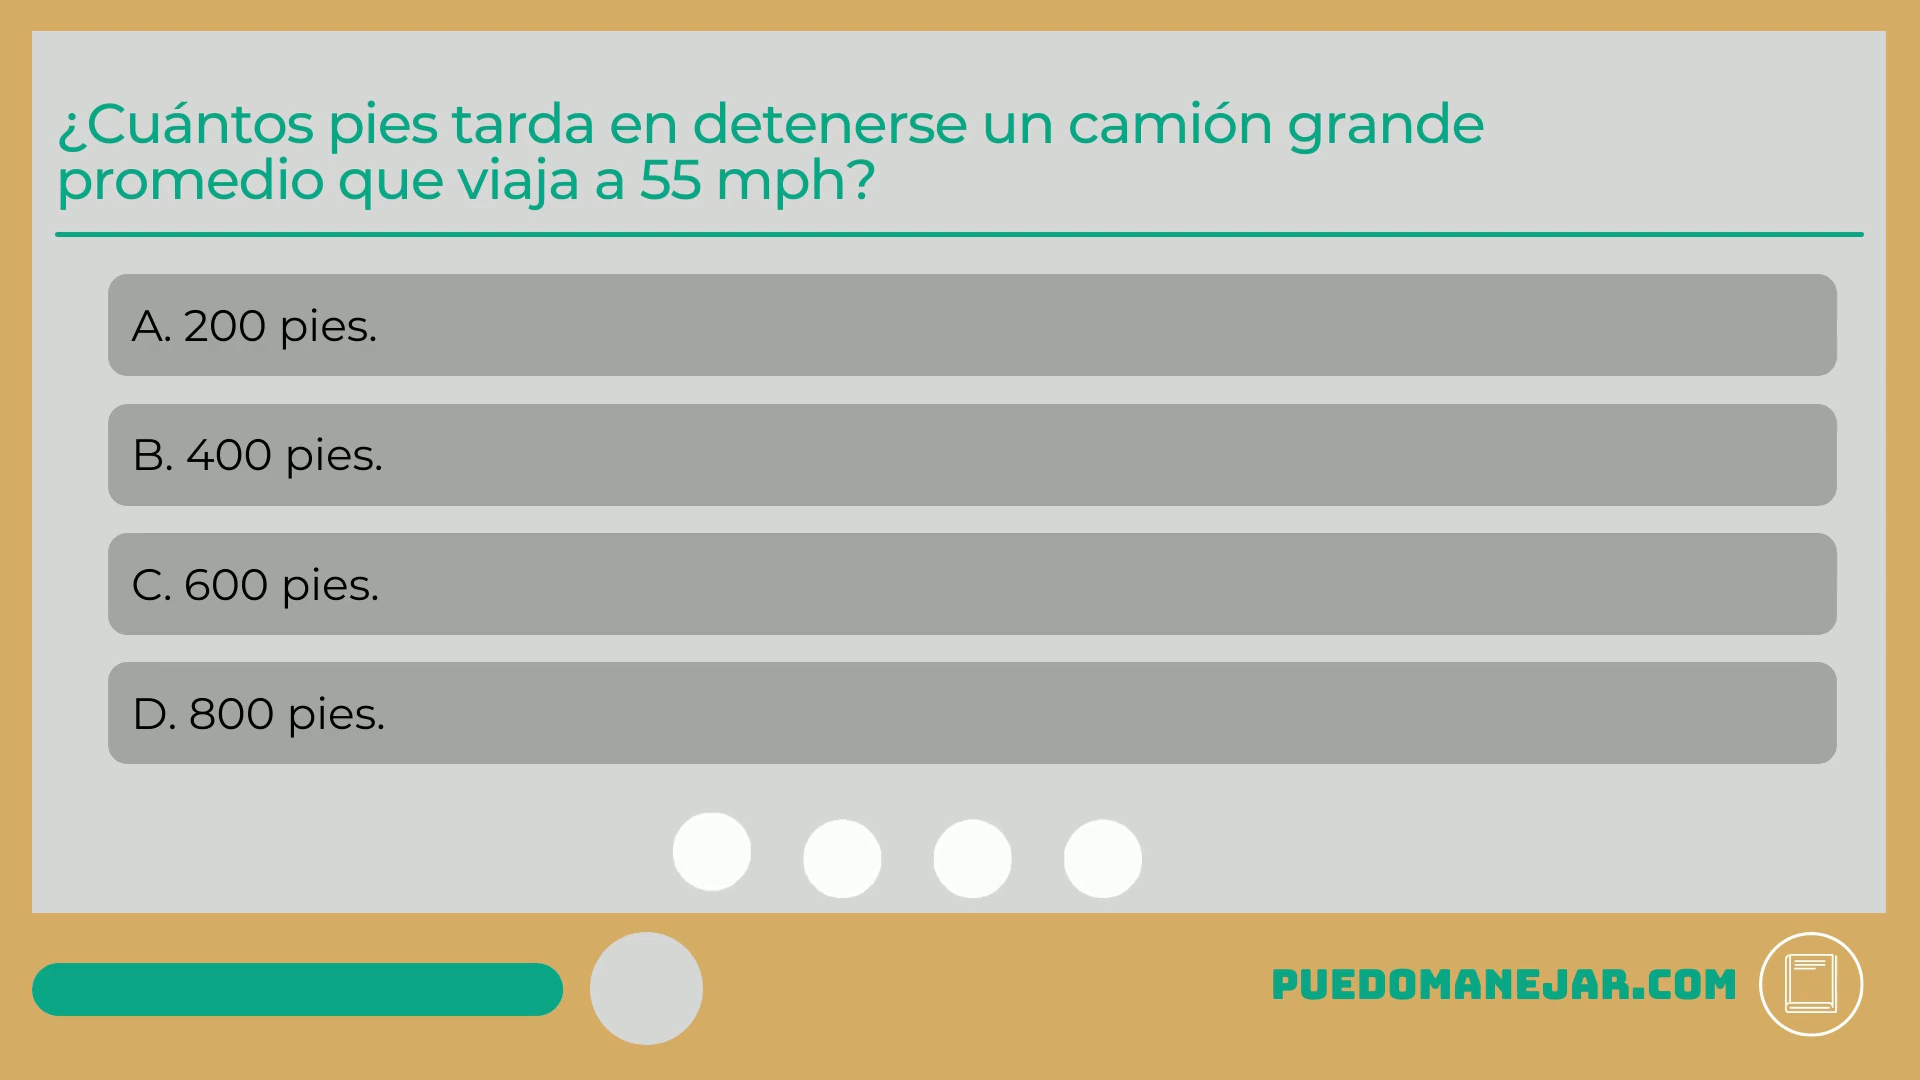 ¿Cuántos pies tarda en detenerse un camión grande
promedio que viaja a 55 mph?
A. 200 pies.
B. 400 pies.
C. 600 pies.
D. 800 pies.
PUEDOMANEJAR.COM